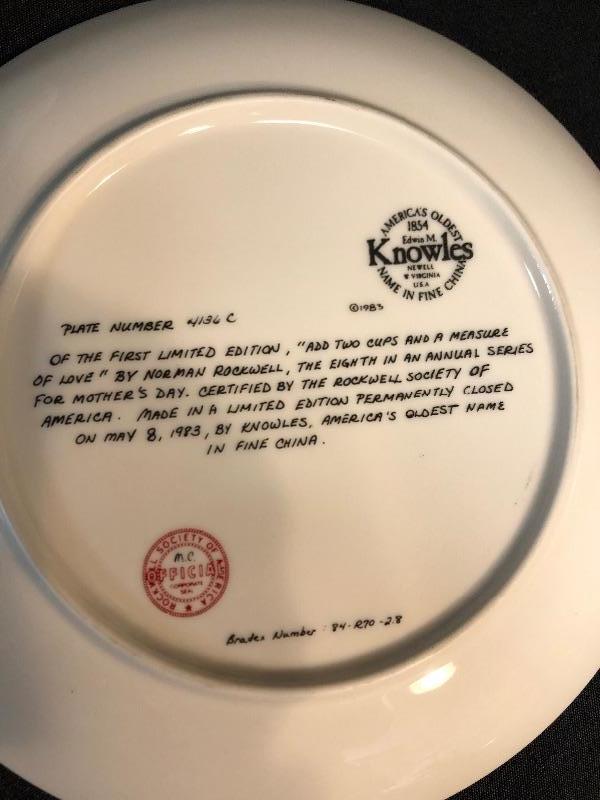 AMERICA'S OLDEST
1854
Edwin M.
Knowles
NEWELL
W VIRGINIA
USA
NAME IN FINE CHINA
©1983
PLATE NUMBER 4136 C
OF THE FIRST LIMITED EDITION, "ADD TWO CUPS AND A MEASURE
OF LOVE" BY NORMAN ROCKWELL, THE EIGHTH IN AN ANNUAL SERIES
FOR MOTHER'S DAY. CERTIFIED BY THE ROCKWELL SOCIETY OF
AMERICA. MADE IN A LIMITED EDITION PERMANENTLY CLOSED
ON MAY 8, 1983, BY KNOWLES, AMERICA'S OLDEST NAME
IN FINE CHINA.
ROCKWELL SOCIETY OF AMERICA
M.C.
OFFICIAL
CORPORATE
SEAL
Bradex Number : 84-R70-2.8